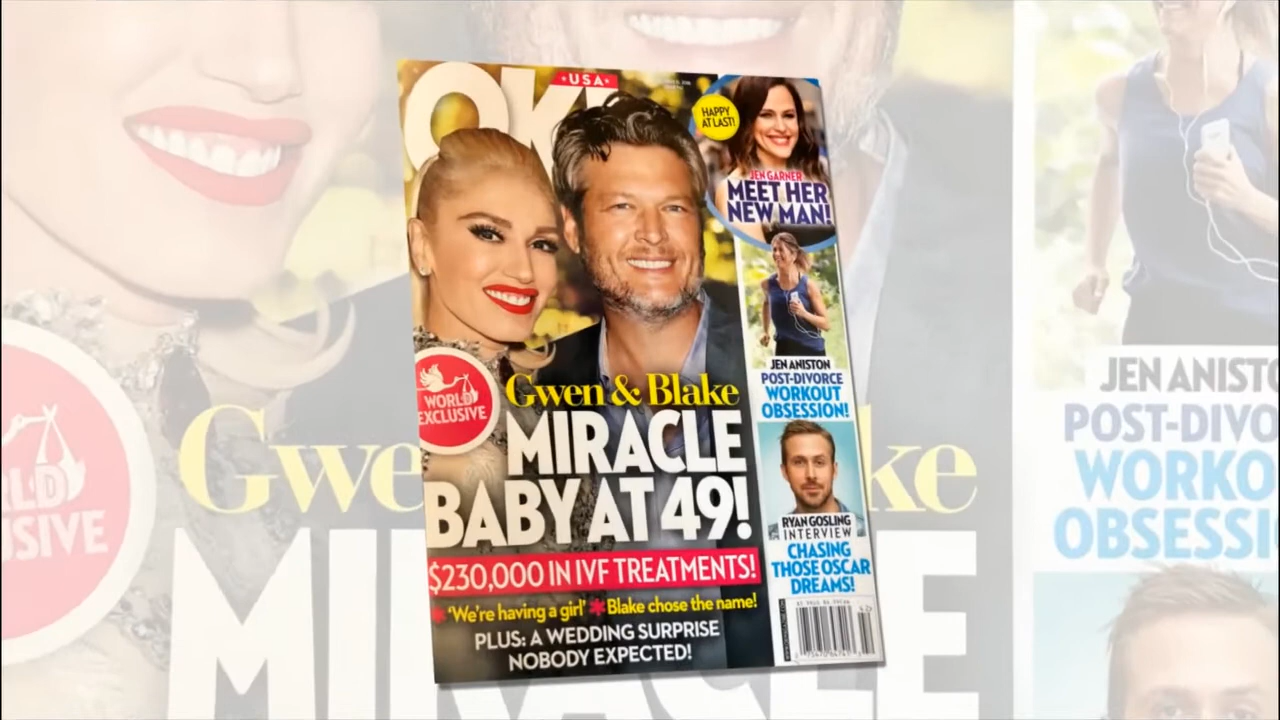 OK!
USA
HAPPY
AT LAST!
JEN GARNER
MEET HER
NEW MAN!
JEN ANISTON
POST-DIVORCE
WORKOUT
OBSESSION!
RYAN GOSLING
INTERVIEW
CHASING
THOSE OSCAR
DREAMS!
WORLD
EXCLUSIVE
Gwen & Blake
MIRACLE
BABY AT 49!
$230,000 IN IVF TREATMENTS!
* 'We're having a girl' * Blake chose the name!
PLUS: A WEDDING SURPRISE
NOBODY EXPECTED!
Gwe
ke
MIRACLE
LD
USIVE
JEN ANISTO
POST-DIVO
WORKO
OBSESSI